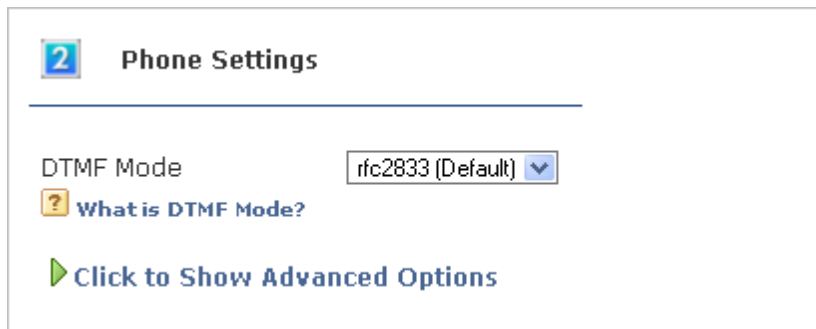 2 Phone Settings
DTMF Mode rfc2833 (Default)
? What is DTMF Mode?
Click to Show Advanced Options